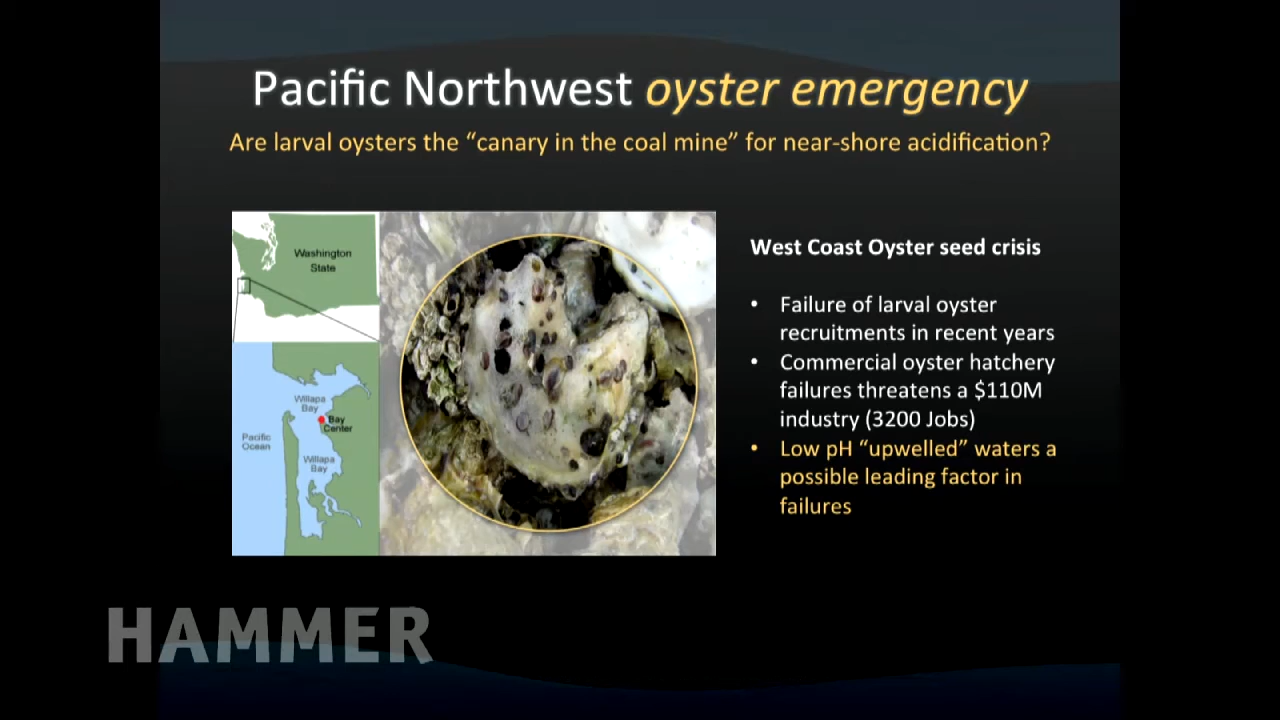 Pacific Northwest oyster emergency
Are larval oysters the “canary in the coal mine” for near-shore acidification?
Washington
State
Willapa
Bay
Bay
Center
Pacific
Ocean
Willapa
Bay
West Coast Oyster seed crisis
• Failure of larval oyster
recruitments in recent years
• Commercial oyster hatchery
failures threatens a $110M
industry (3200 Jobs)
• Low pH “upwelled” waters a
possible leading factor in
failures
HAMMER